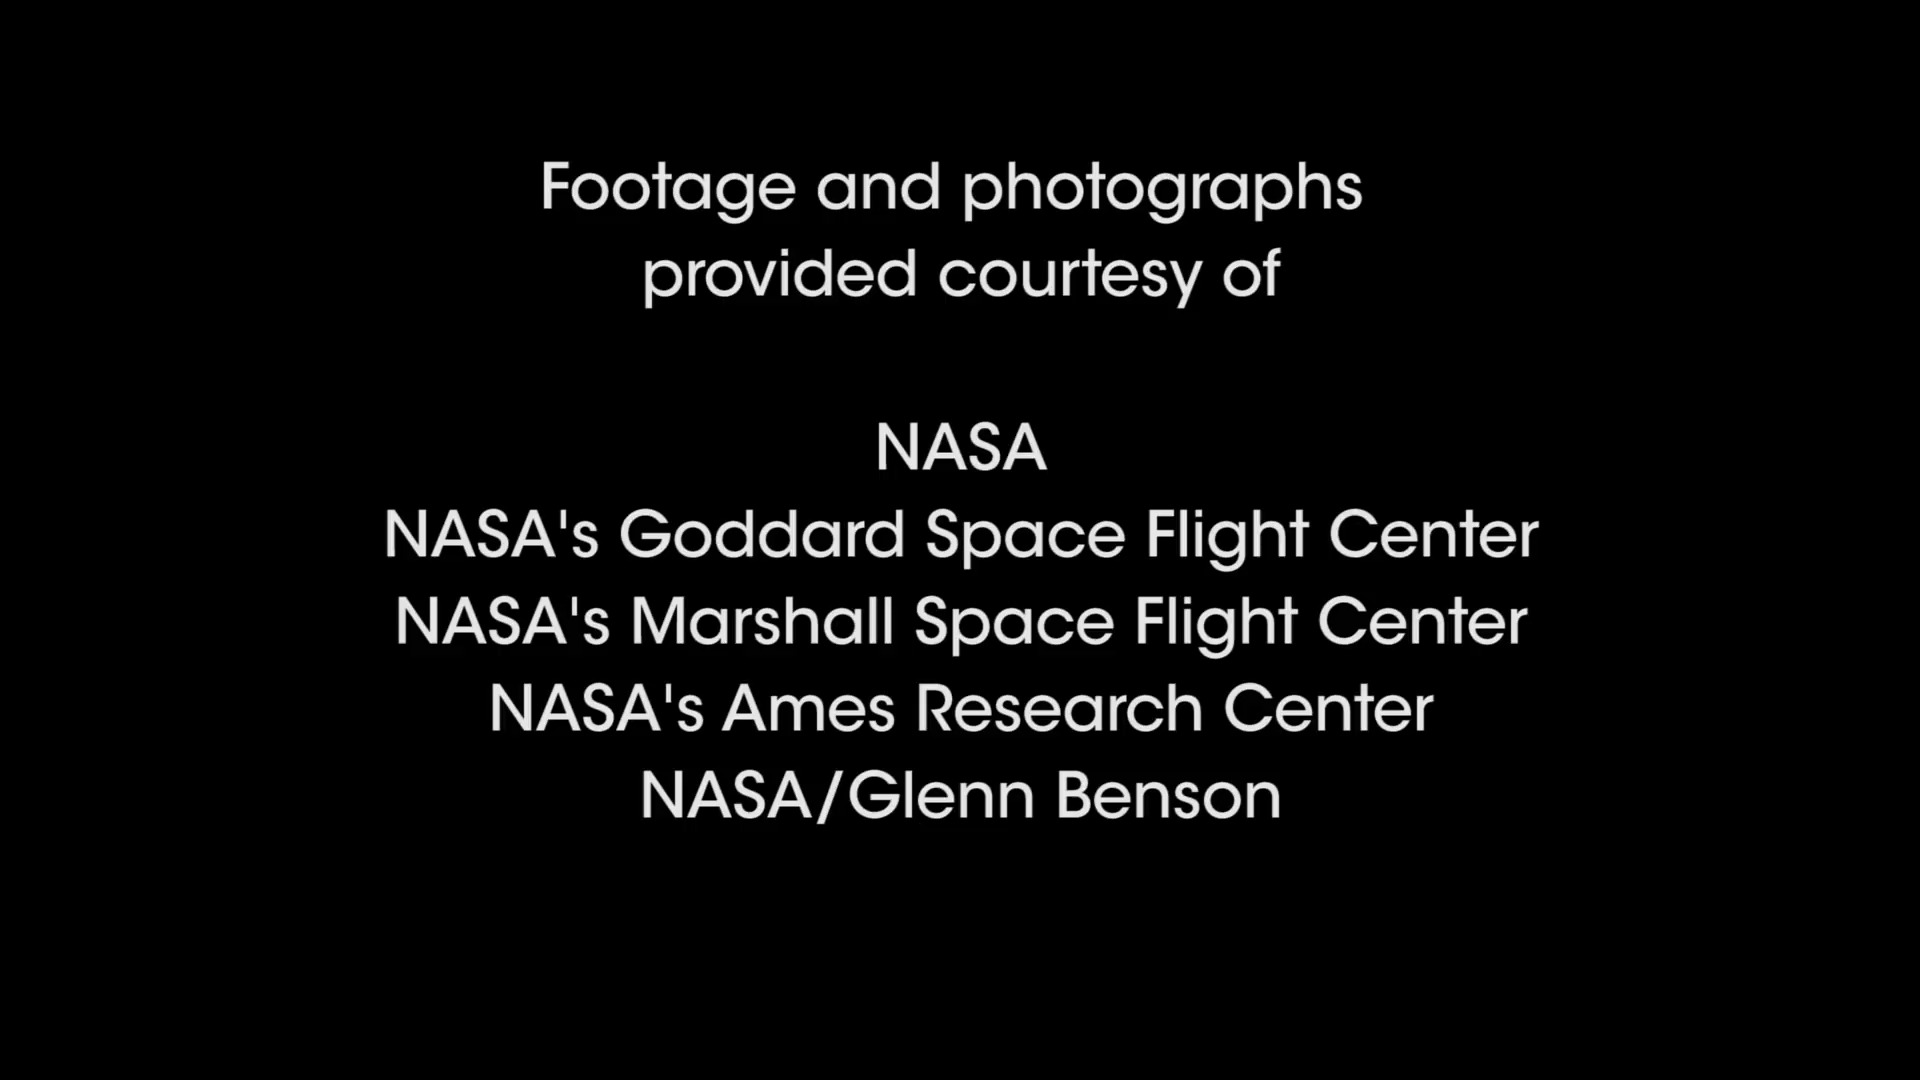 Footage and photographs
provided courtesy of
NASA
NASA's Goddard Space Flight Center
NASA's Marshall Space Flight Center
NASA's Ames Research Center
NASA/Glenn Benson